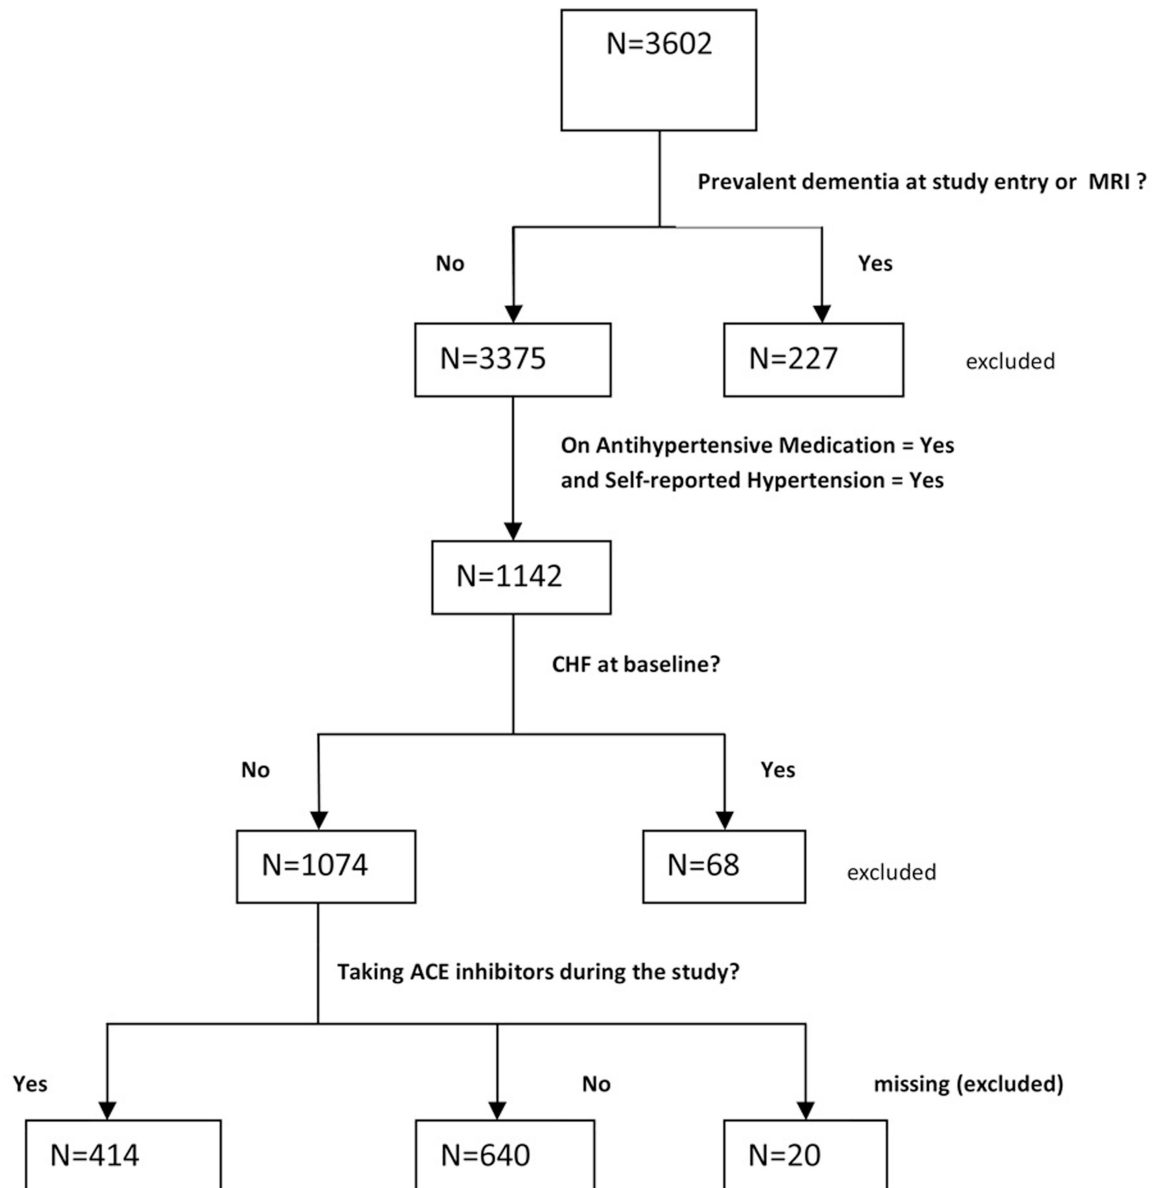 N=3602
Prevalent dementia at study entry or MRI ?
No
Yes
N=3375
N=227
excluded
On Antihypertensive Medication = Yes
and Self-reported Hypertension = Yes
N=1142
CHF at baseline?
No
Yes
N=1074
N=68
excluded
Taking ACE inhibitors during the study?
Yes
No
missing (excluded)
N=414
N=640
N=20